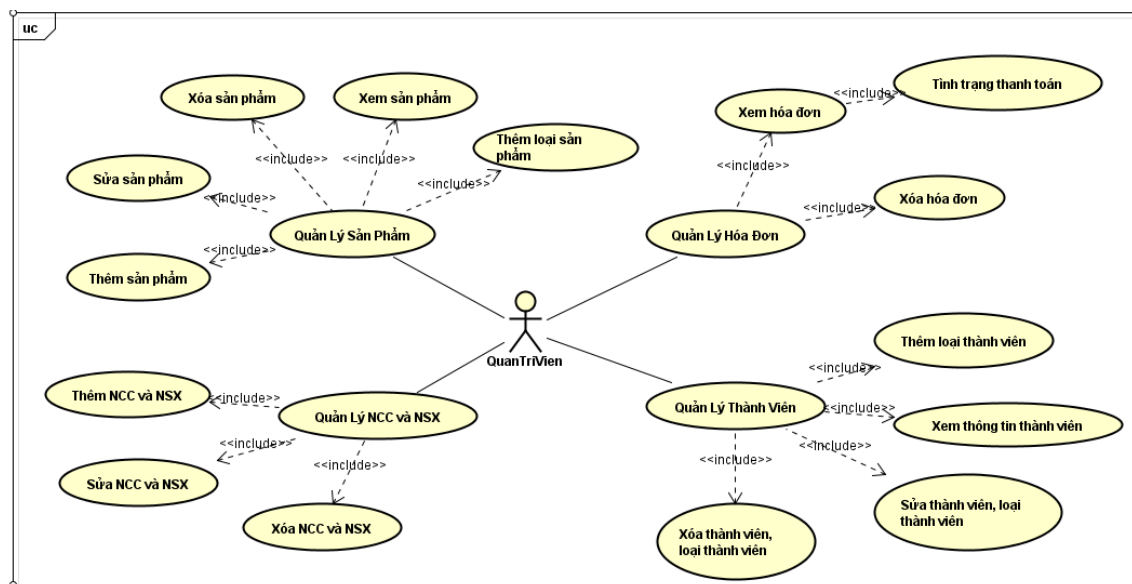 uc
Xóa sản phẩm
Xem sản phẩm
Tình trạng thanh toán
<<include>>
Xem hóa đơn
Thêm loại sản
phẩm
<<include>>
<<include>>
Sửa sản phẩm
<<include>>
<<include>>
<<include>>
Xóa hóa đơn
<<include>>
<<include>>
Quản Lý Sản Phẩm
Quản Lý Hóa Đơn
<<include>>
Thêm sản phẩm
QuanTriVien
Thêm loại thành viên
<<include>>
Thêm NCC và NSX
<<include>>
Quản Lý NCC và NSX
Quản Lý Thành Viên
<<include>>
Xem thông tin thành viên
<<include>>
<<include>>
<<include>>
<<include>>
Sửa NCC và NSX
Sửa thành viên, loại
thành viên
Xóa NCC và NSX
Xóa thành viên,
loại thành viên